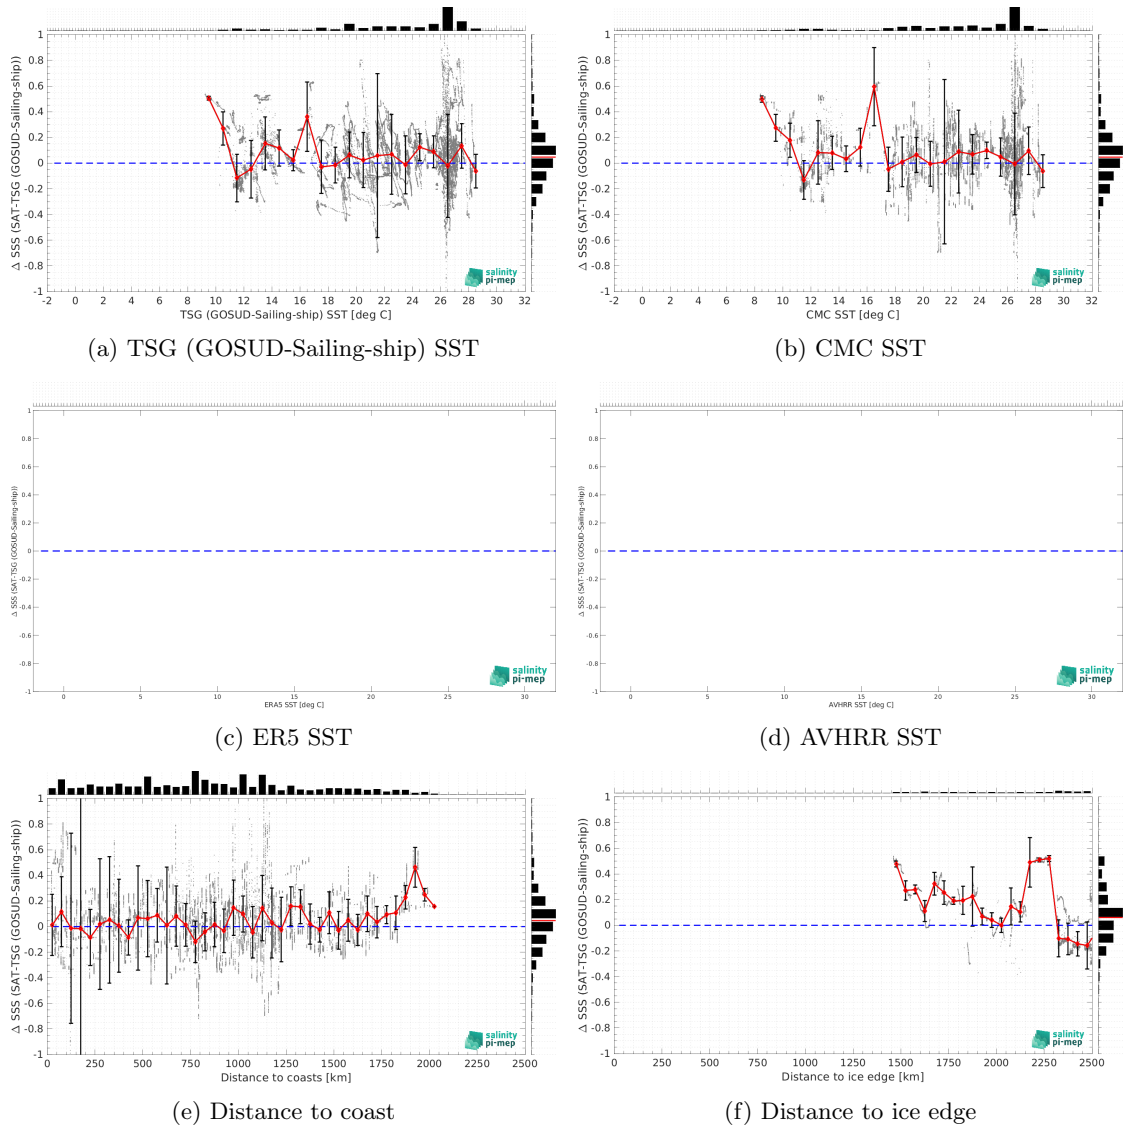 1
0.8
0.6
0.4
0.2
0
-0.2
-0.4
-0.6
-0.8
-1
Δ SSS (SAT-TSG (GOSUD-Sailing-ship))
salinity
pi-mep
-2 0 2 4 6 8 10 12 14 16 18 20 22 24 26 28 30 32
TSG (GOSUD-Sailing-ship) SST [deg C]
(a) TSG (GOSUD-Sailing-ship) SST
1
0.8
0.6
0.4
0.2
0
-0.2
-0.4
-0.6
-0.8
-1
Δ SSS (SAT-TSG (GOSUD-Sailing-ship))
salinity
pi-mep
-2 0 2 4 6 8 10 12 14 16 18 20 22 24 26 28 30 32
CMC SST [deg C]
(b) CMC SST
1
0.8
0.6
0.4
0.2
0
-0.2
-0.4
-0.6
-0.8
-1
Δ SSS (SAT-TSG (GOSUD-Sailing-ship))
salinity
pi-mep
0 5 10 15 20 25 30
ERA5 SST [deg C]
(c) ER5 SST
1
0.8
0.6
0.4
0.2
0
-0.2
-0.4
-0.6
-0.8
-1
Δ SSS (SAT-TSG (GOSUD-Sailing-ship))
salinity
pi-mep
0 5 10 15 20 25 30
AVHRR SST [deg C]
(d) AVHRR SST
1
0.8
0.6
0.4
0.2
0
-0.2
-0.4
-0.6
-0.8
-1
Δ SSS (SAT-TSG (GOSUD-Sailing-ship))
salinity
pi-mep
0 250 500 750 1000 1250 1500 1750 2000 2250 2500
Distance to coasts [km]
(e) Distance to coast
1
0.8
0.6
0.4
0.2
0
-0.2
-0.4
-0.6
-0.8
-1
Δ SSS (SAT-TSG (GOSUD-Sailing-ship))
salinity
pi-mep
0 250 500 750 1000 1250 1500 1750 2000 2250 2500
Distance to ice edge [km]
(f) Distance to ice edge